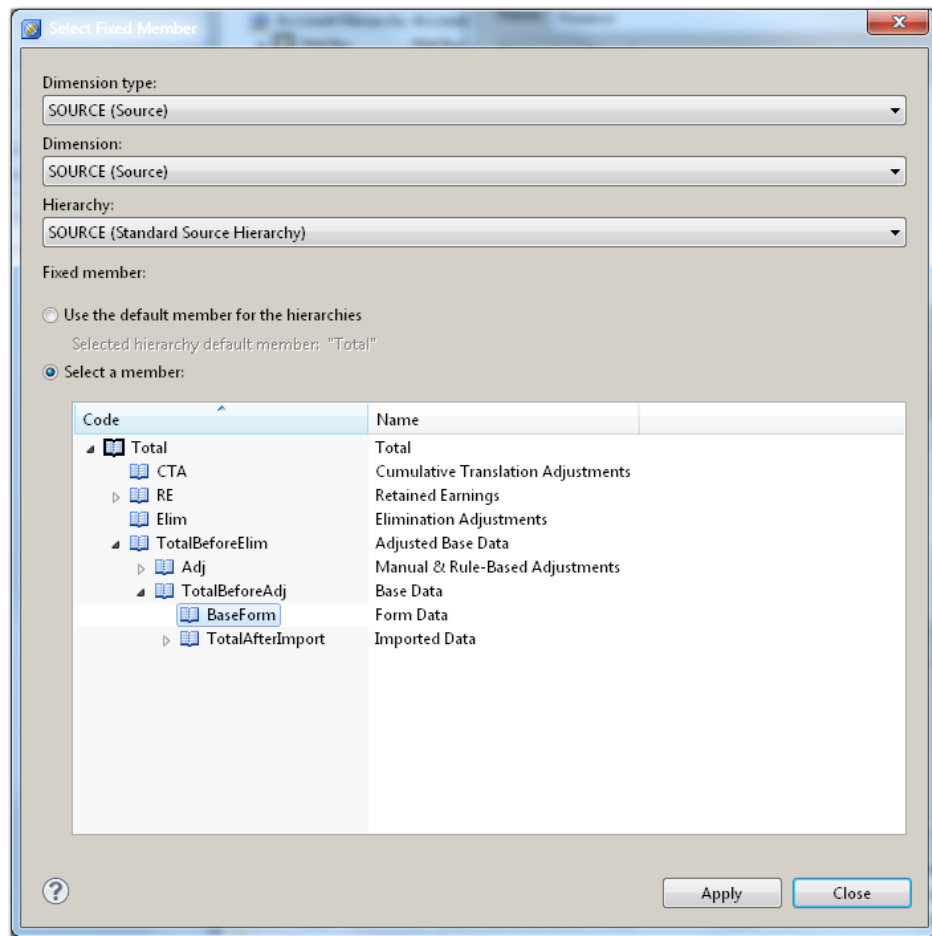 Select Fixed Member
Dimension type:
SOURCE (Source)
Dimension:
SOURCE (Source)
Hierarchy:
SOURCE (Standard Source Hierarchy)
Fixed member:
Use the default member for the hierarchies
Selected hierarchy default member: "Total"
Select a member:
Code Name
Total Total
CTA Cumulative Translation Adjustments
RE Retained Earnings
Elim Elimination Adjustments
TotalBeforeElim Adjusted Base Data
Adj Manual & Rule-Based Adjustments
TotalBeforeAdj Base Data
BaseForm Form Data
TotalAfterImport Imported Data
? Apply Close